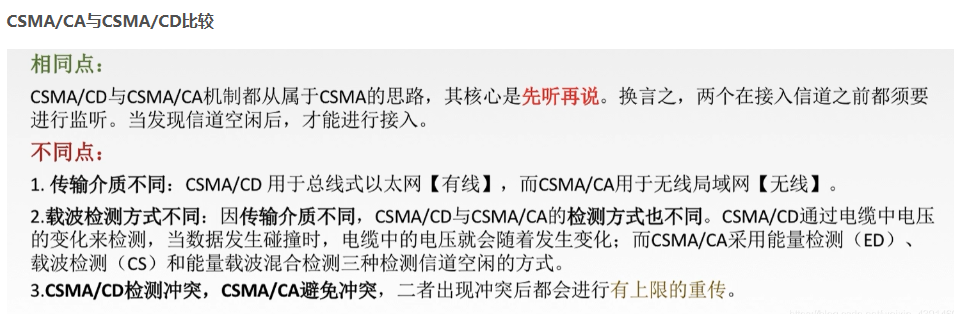 CSMA/CA与CSMA/CD比较
相同点：
CSMA/CD与CSMA/CA机制都从属于CSMA的思路，其核心是先听再说。换言之，两个在接入信道之前都须要
进行监听。当发现信道空闲后，才能进行接入。
不同点：
1. 传输介质不同：CSMA/CD 用于总线式以太网【有线】，而CSMA/CA用于无线局域网【无线】。
2.载波检测方式不同：因传输介质不同，CSMA/CD与CSMA/CA的检测方式也不同。CSMA/CD通过电缆中电压
的变化来检测，当数据发生碰撞时，电缆中的电压就会随着发生变化；而CSMA/CA采用能量检测（ED）、
载波检测（CS）和能量载波混合检测三种检测信道空闲的方式。
3.CSMA/CD检测冲突，CSMA/CA避免冲突，二者出现冲突后都会进行有上限的重传。